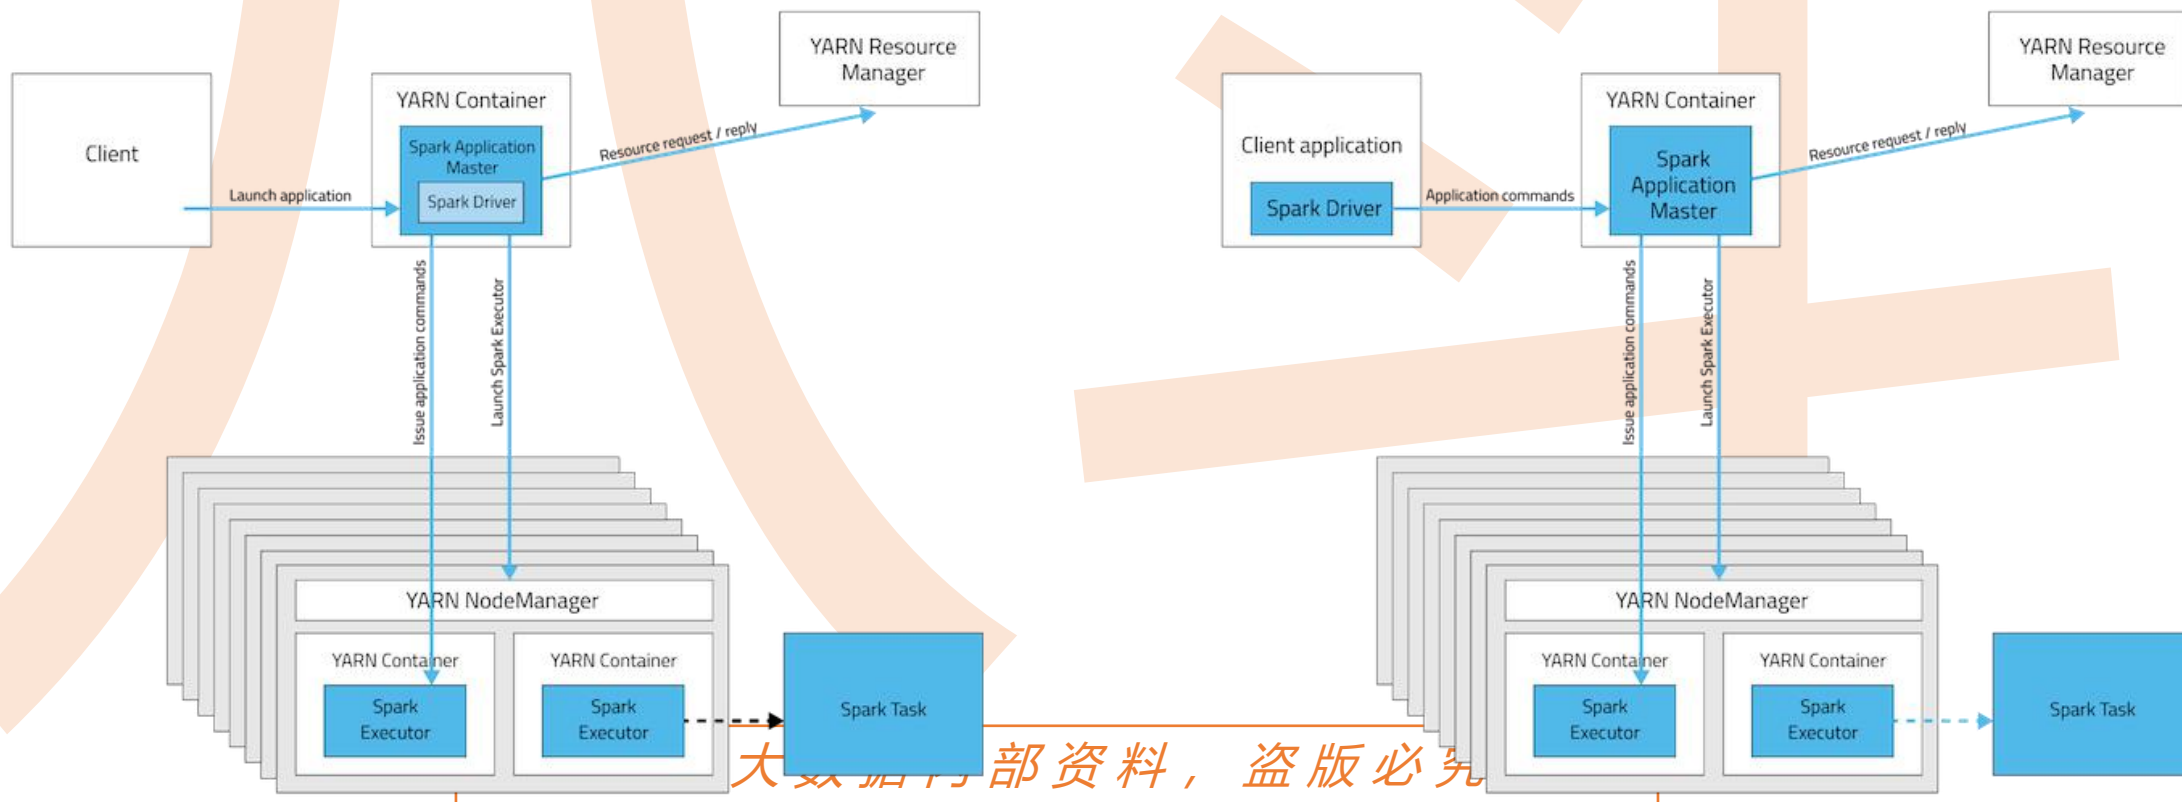 Client
Launch application
YARN Container
Spark Application
Master
Spark Driver
YARN Resource
Manager
Resource request / reply
Issue application commands
Launch Spark Executor
YARN NodeManager
YARN Container
Spark
Executor
YARN Container
Spark
Executor
Spark Task
Client application
Spark Driver
Application commands
YARN Container
Spark
Application
Master
YARN Resource
Manager
Resource request / reply
Issue application commands
Launch Spark Executor
YARN NodeManager
YARN Container
Spark
Executor
YARN Container
Spark
Executor
Spark Task
大数据内部资料，盗版必究